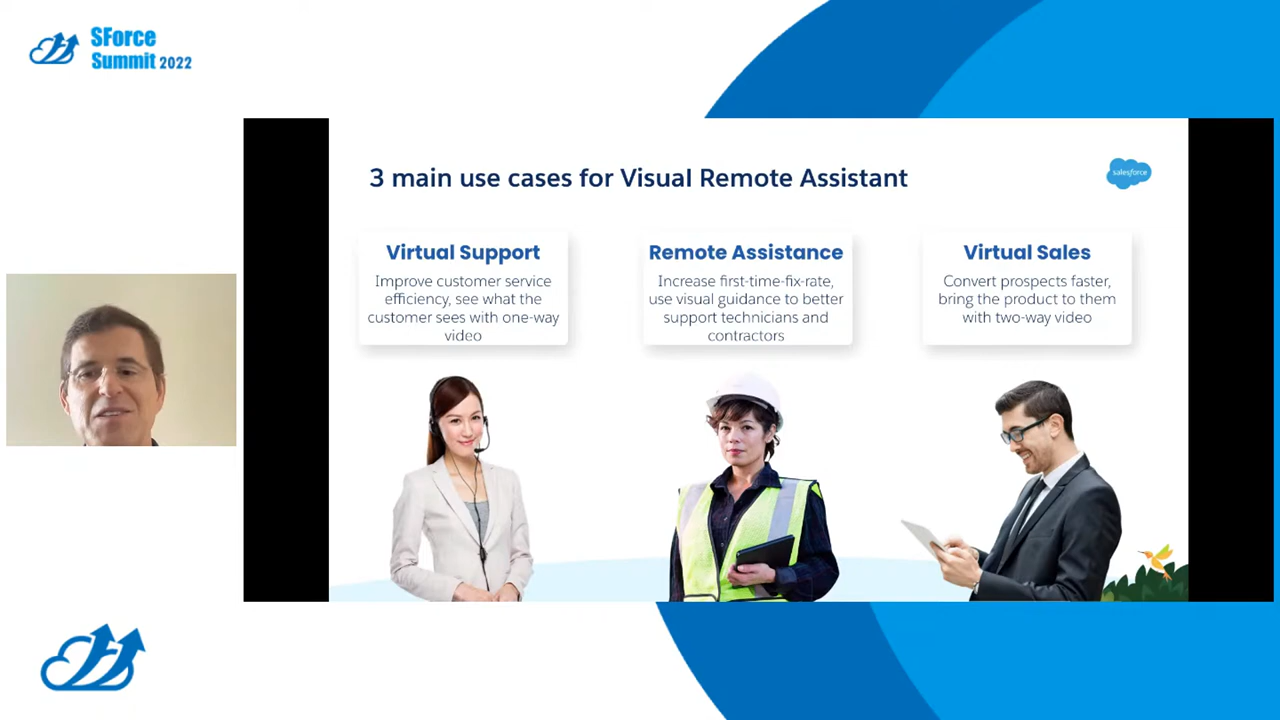 SForce
Summit 2022
3 main use cases for Visual Remote Assistant
salesforce
Virtual Support
Improve customer service
efficiency, see what the
customer sees with one-way
video
Remote Assistance
Increase first-time-fix-rate,
use visual guidance to better
support technicians and
contractors
Virtual Sales
Convert prospects faster,
bring the product to them
with two-way video